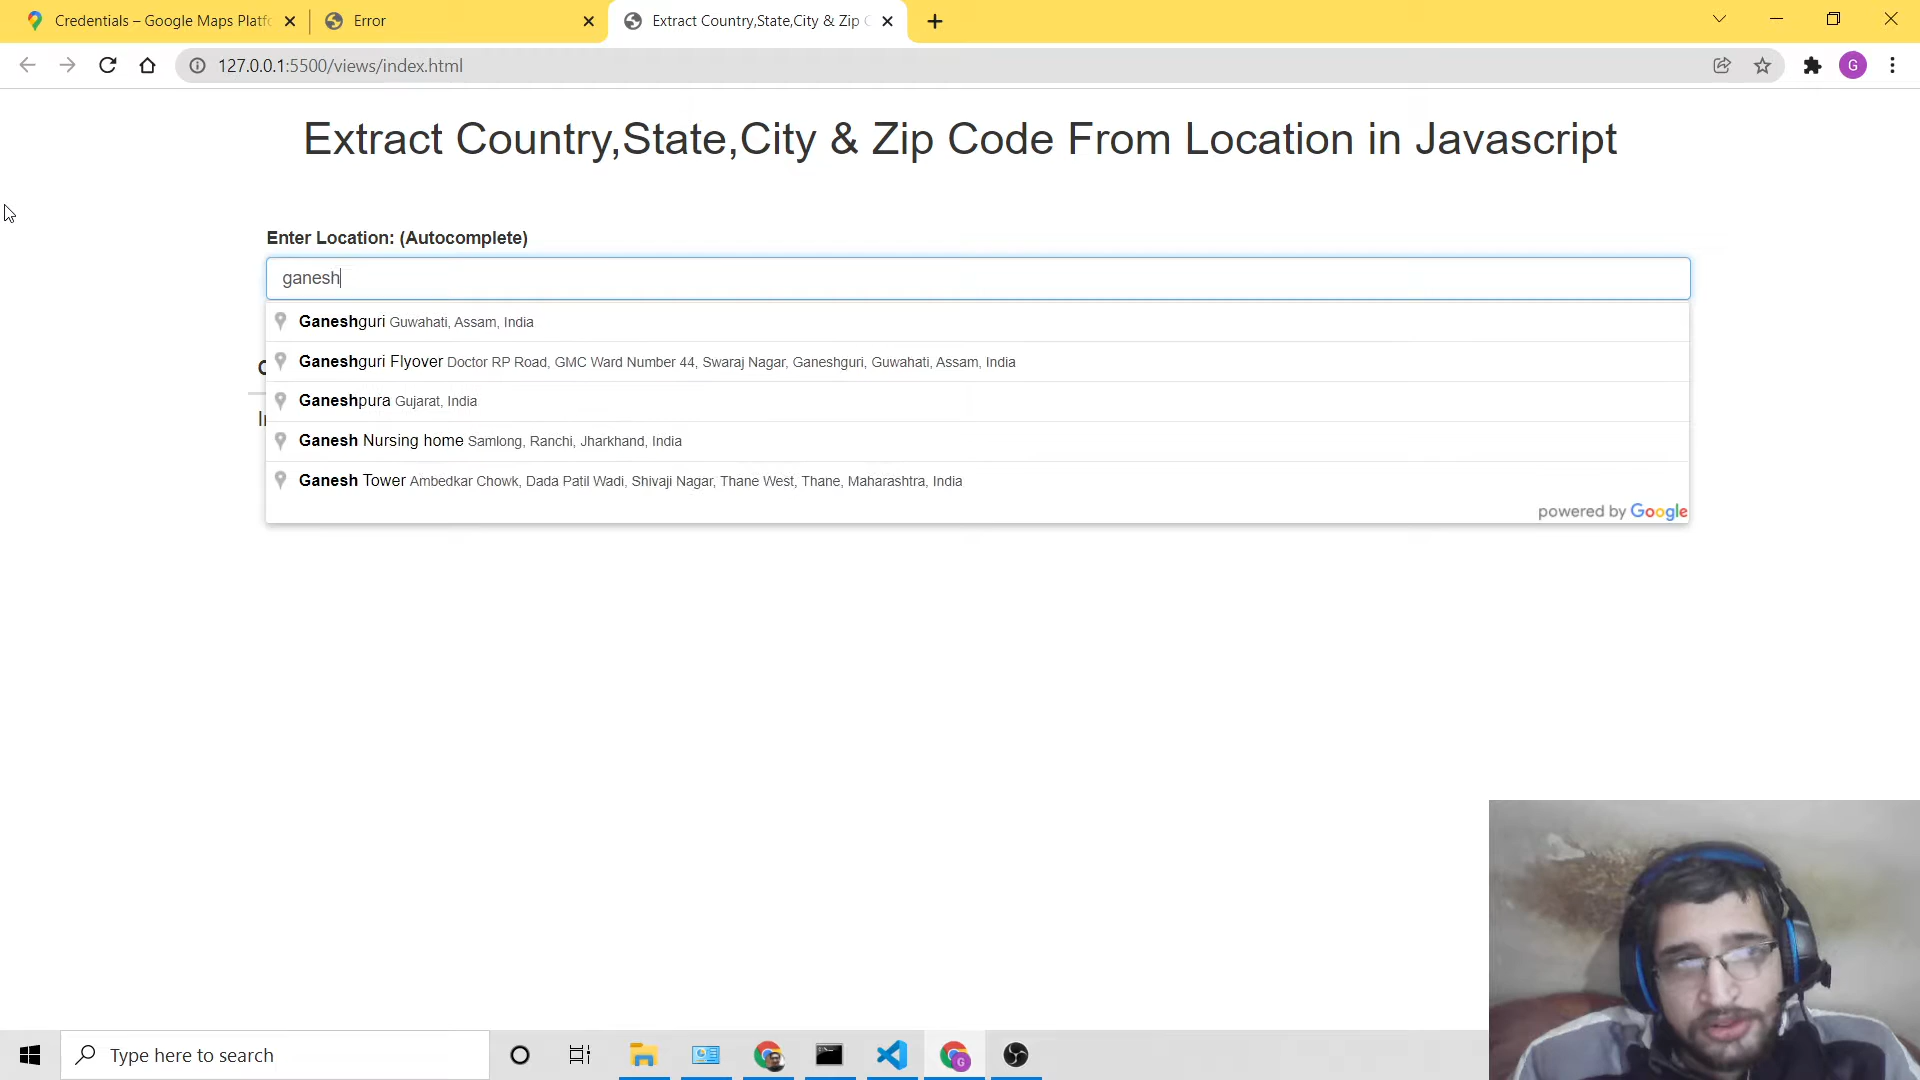 Credentials – Google Maps Platf
Error
Extract Country,State,City & Zip C
G
127.0.0.1:5500/views/index.html
Extract Country,State,City & Zip Code From Location in Javascript
Enter Location: (Autocomplete)
ganesh
Ganeshguri Guwahati, Assam, India
Ganeshguri Flyover Doctor RP Road, GMC Ward Number 44, Swaraj Nagar, Ganeshguri, Guwahati, Assam, India
Ganeshpura Gujarat, India
Ganesh Nursing home Samlong, Ranchi, Jharkhand, India
Ganesh Tower Ambedkar Chowk, Dada Patil Wadi, Shivaji Nagar, Thane West, Thane, Maharashtra, India
powered by Google
Type here to search
G